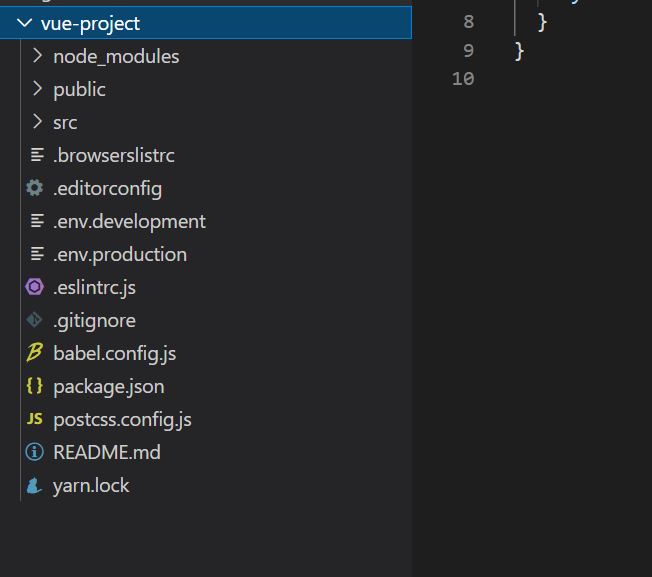 vue-project
node_modules
public
src
.browserslistrc
.editorconfig
.env.development
.env.production
.eslintrc.js
.gitignore
babel.config.js
{} package.json
JS postcss.config.js
README.md
yarn.lock
8 }
9 }
10